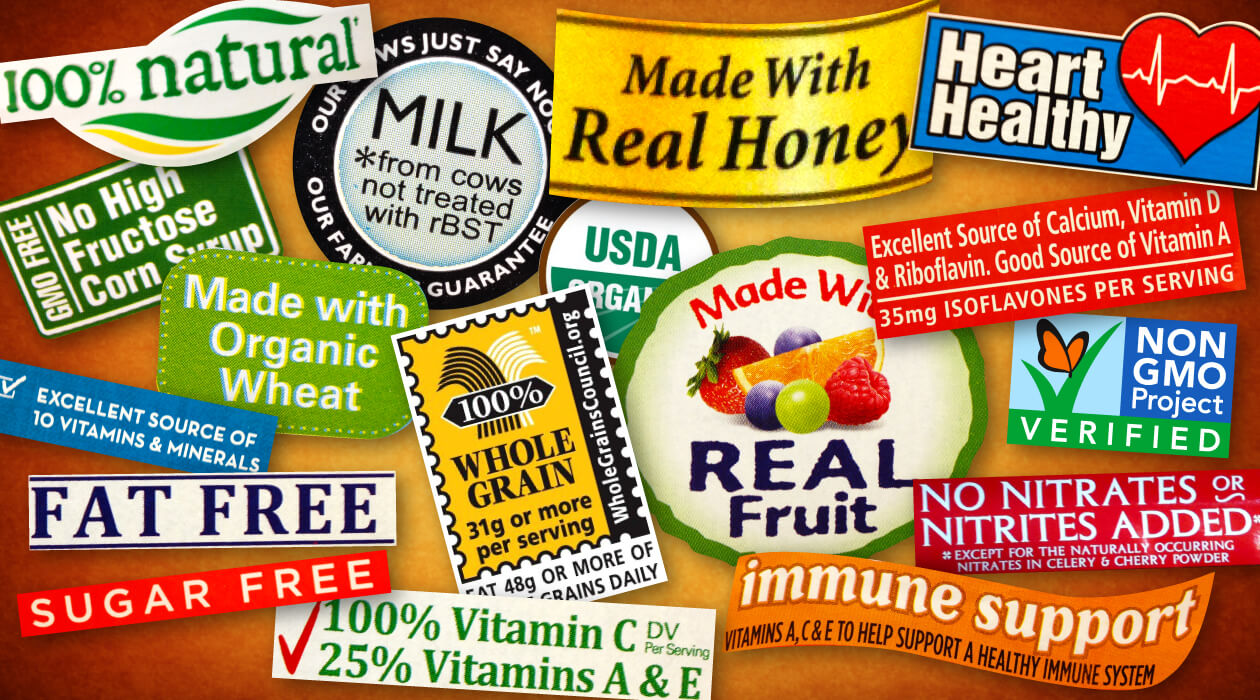 100% natural†
OUR COWS JUST SAY NO
MILK
*from cows
not treated
with rBST
OUR FAR
GUARANTEE
Made With
Real Honey
Heart
Healthy
GMO FREE
No High
Fructose
Corn Syrup
Made with
Organic
Wheat
USDA
ORGAN
Made Wi
REAL
Fruit
Excellent Source of Calcium, Vitamin D
& Riboflavin. Good Source of Vitamin A
35mg ISOFLAVONES PER SERVING
NON
GMO
Project
VERIFIED
EXCELLENT SOURCE OF
10 VITAMINS & MINERALS
100%
TM
WHOLE
GRAIN
31g or more
per serving
WholeGrainsCouncil.org
EAT 48g OR MORE OF
GRAINS DAILY
FAT FREE
SUGAR FREE
100% Vitamin C DV
Per Serving
25% Vitamins A & E
NO NITRATES OR
NITRITES ADDED*
*EXCEPT FOR THE NATURALLY OCCURRING
NITRATES IN CELERY & CHERRY POWDER
immune support
VITAMINS A, C & E TO HELP SUPPORT A HEALTHY IMMUNE SYSTEM